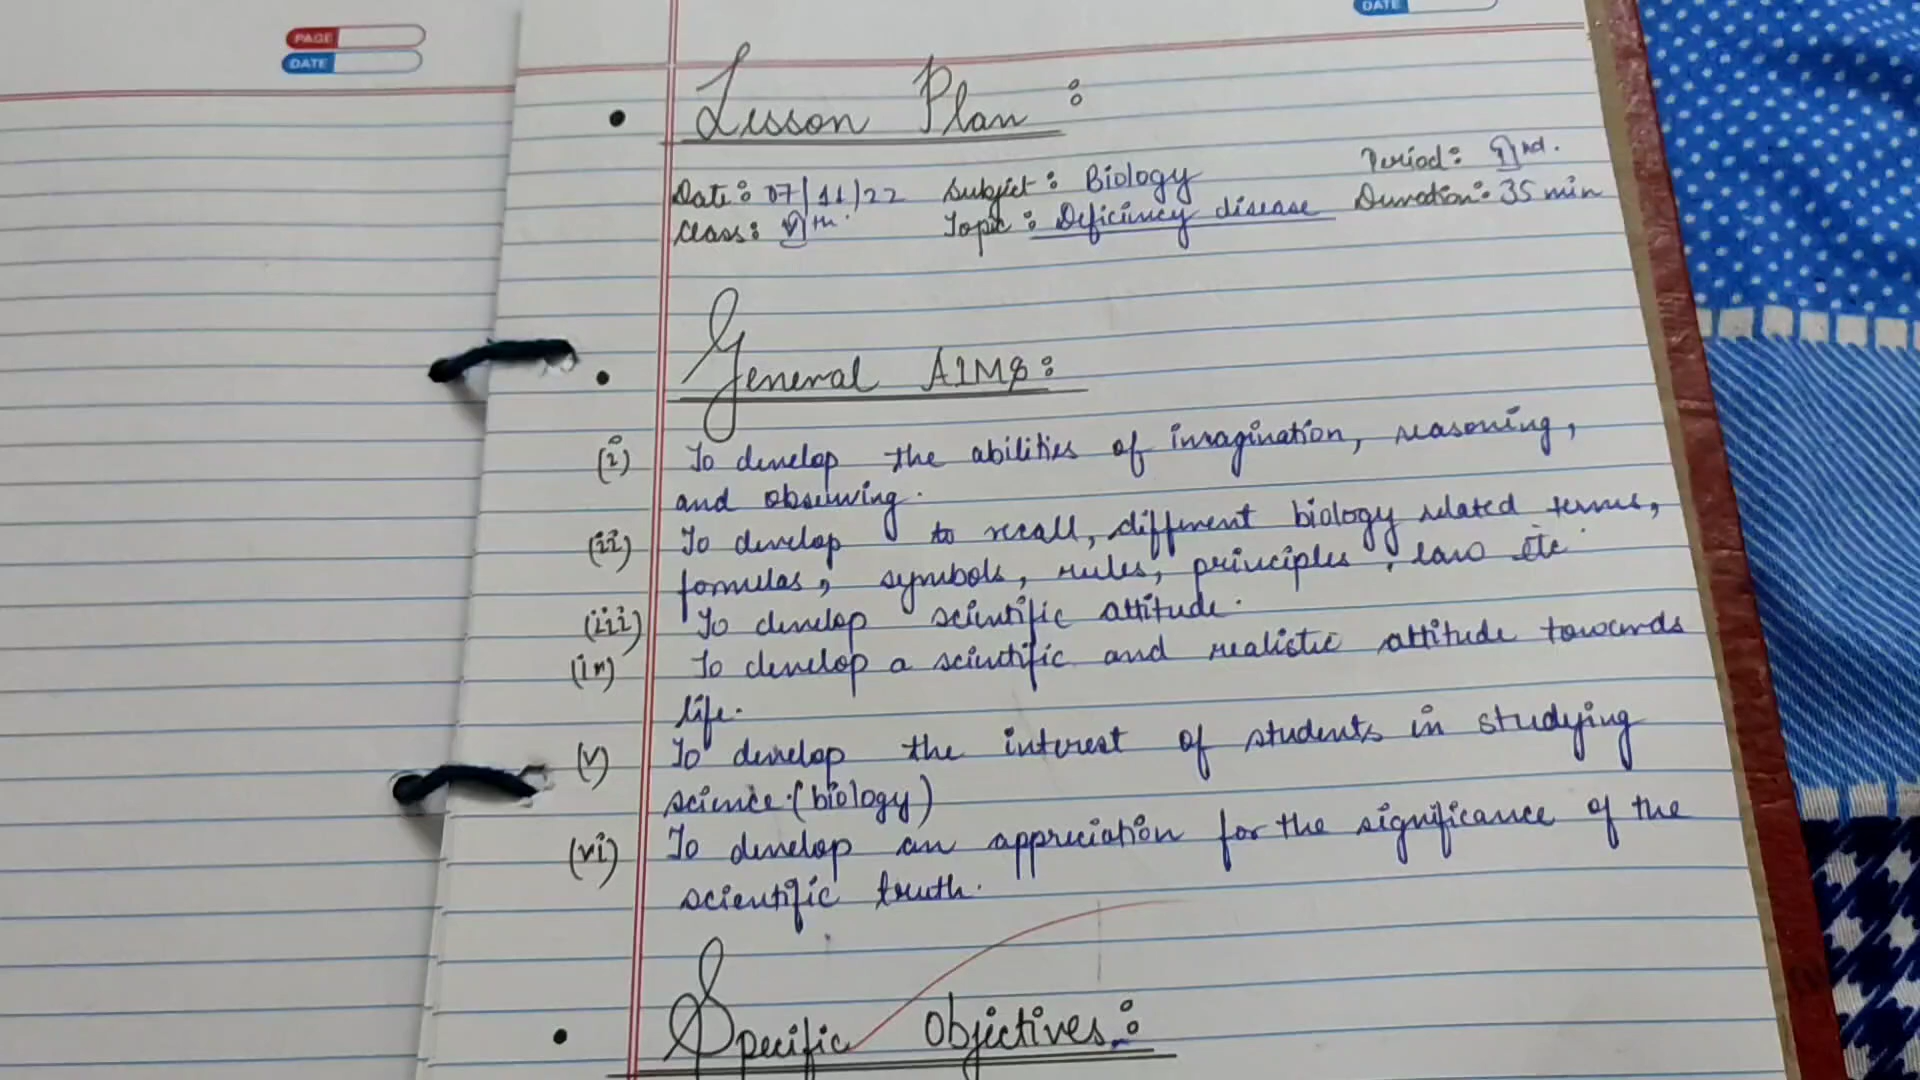 PAGE
DATE
DATE
Lesson Plan :
Date : 07/11/22 Subject : Biology Period :
Class : Topic : Deficiency disease Duration : 35 min
General AIMS :
(i) To develop the abilities of imagination, reasoning,
and observing.
(ii) To develop to recall, different biology related terms,
formulas, symbols, rules, principles, law etc
(iii) To develop scientific attitude.
(iv) To develop a scientific and realistic attitude towards
life.
(v) To develop the interest of students in studying
science.(biology)
(vi) To develop an appreciation for the significance of the
scientific truth.
Specific Objectives :